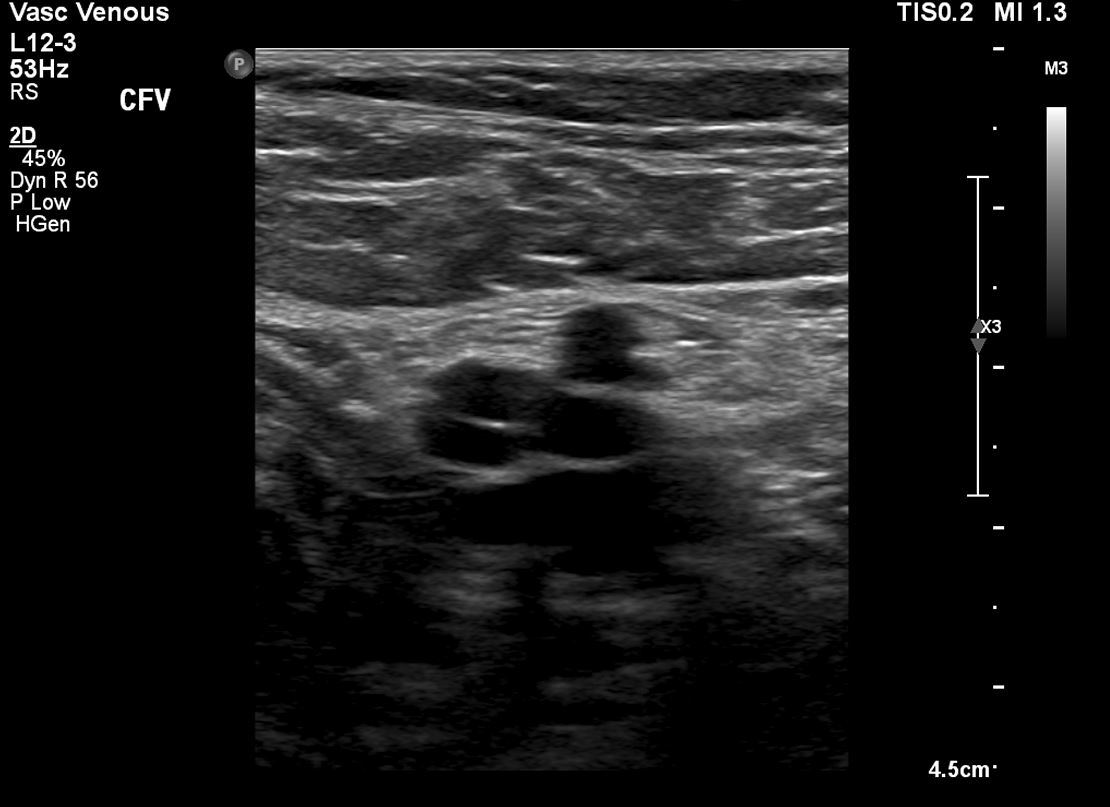 Vasc Venous
TIS0.2 MI 1.3
L12-3
53Hz
RS
P
M3
CFV
2D
45%
Dyn R 56
P Low
HGen
X3
4.5cm